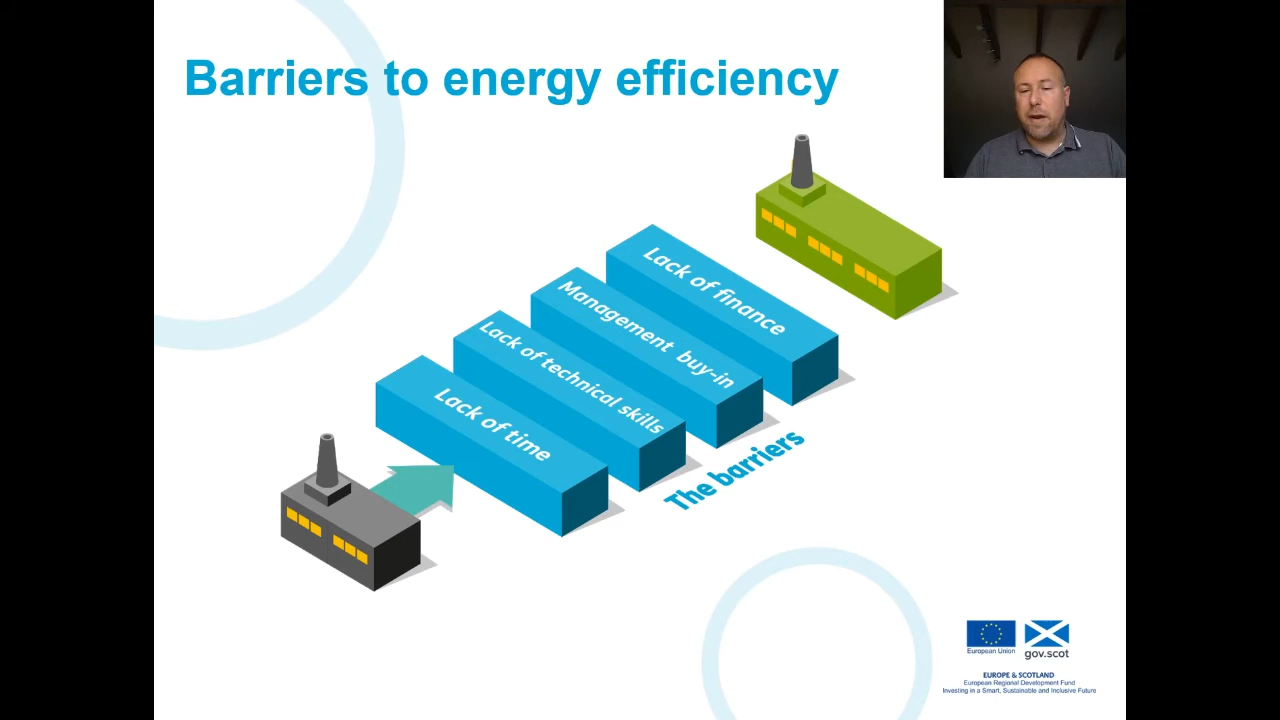 Barriers to energy efficiency
Lack of finance
Management buy-in
Lack of technical skills
Lack of time
The barriers
European Union
gov.scot
EUROPE & SCOTLAND
European Regional Development Fund
Investing in a Smart, Sustainable and Inclusive Future